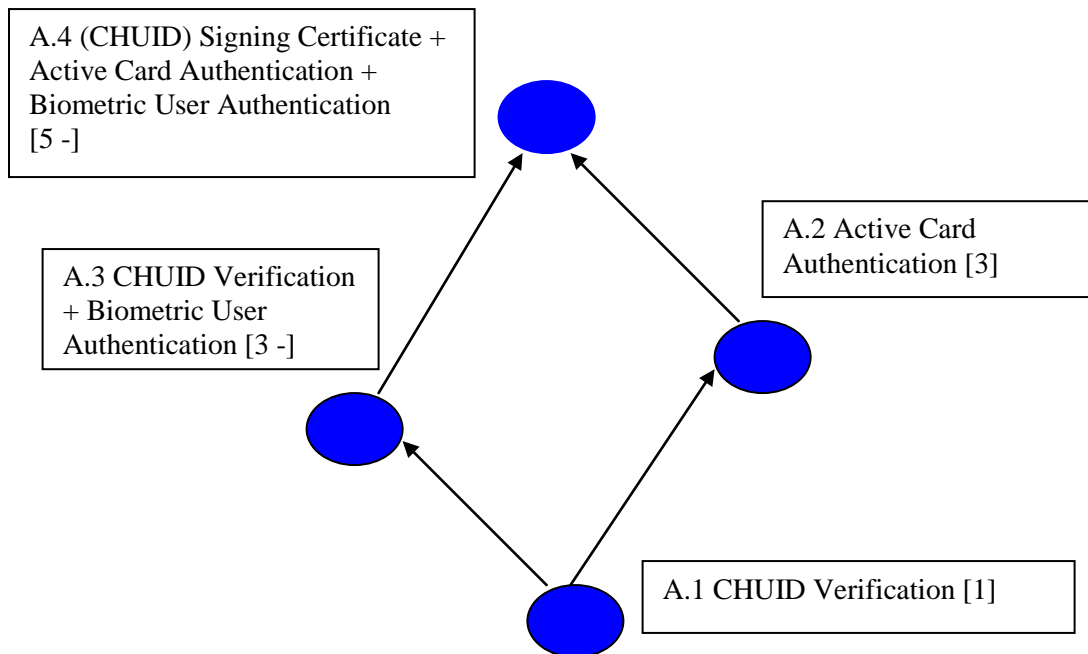 A.4 (CHUID) Signing Certificate +
Active Card Authentication +
Biometric User Authentication
[5 -]
A.2 Active Card
Authentication [3]
A.3 CHUID Verification
+ Biometric User
Authentication [3 -]
A.1 CHUID Verification [1]